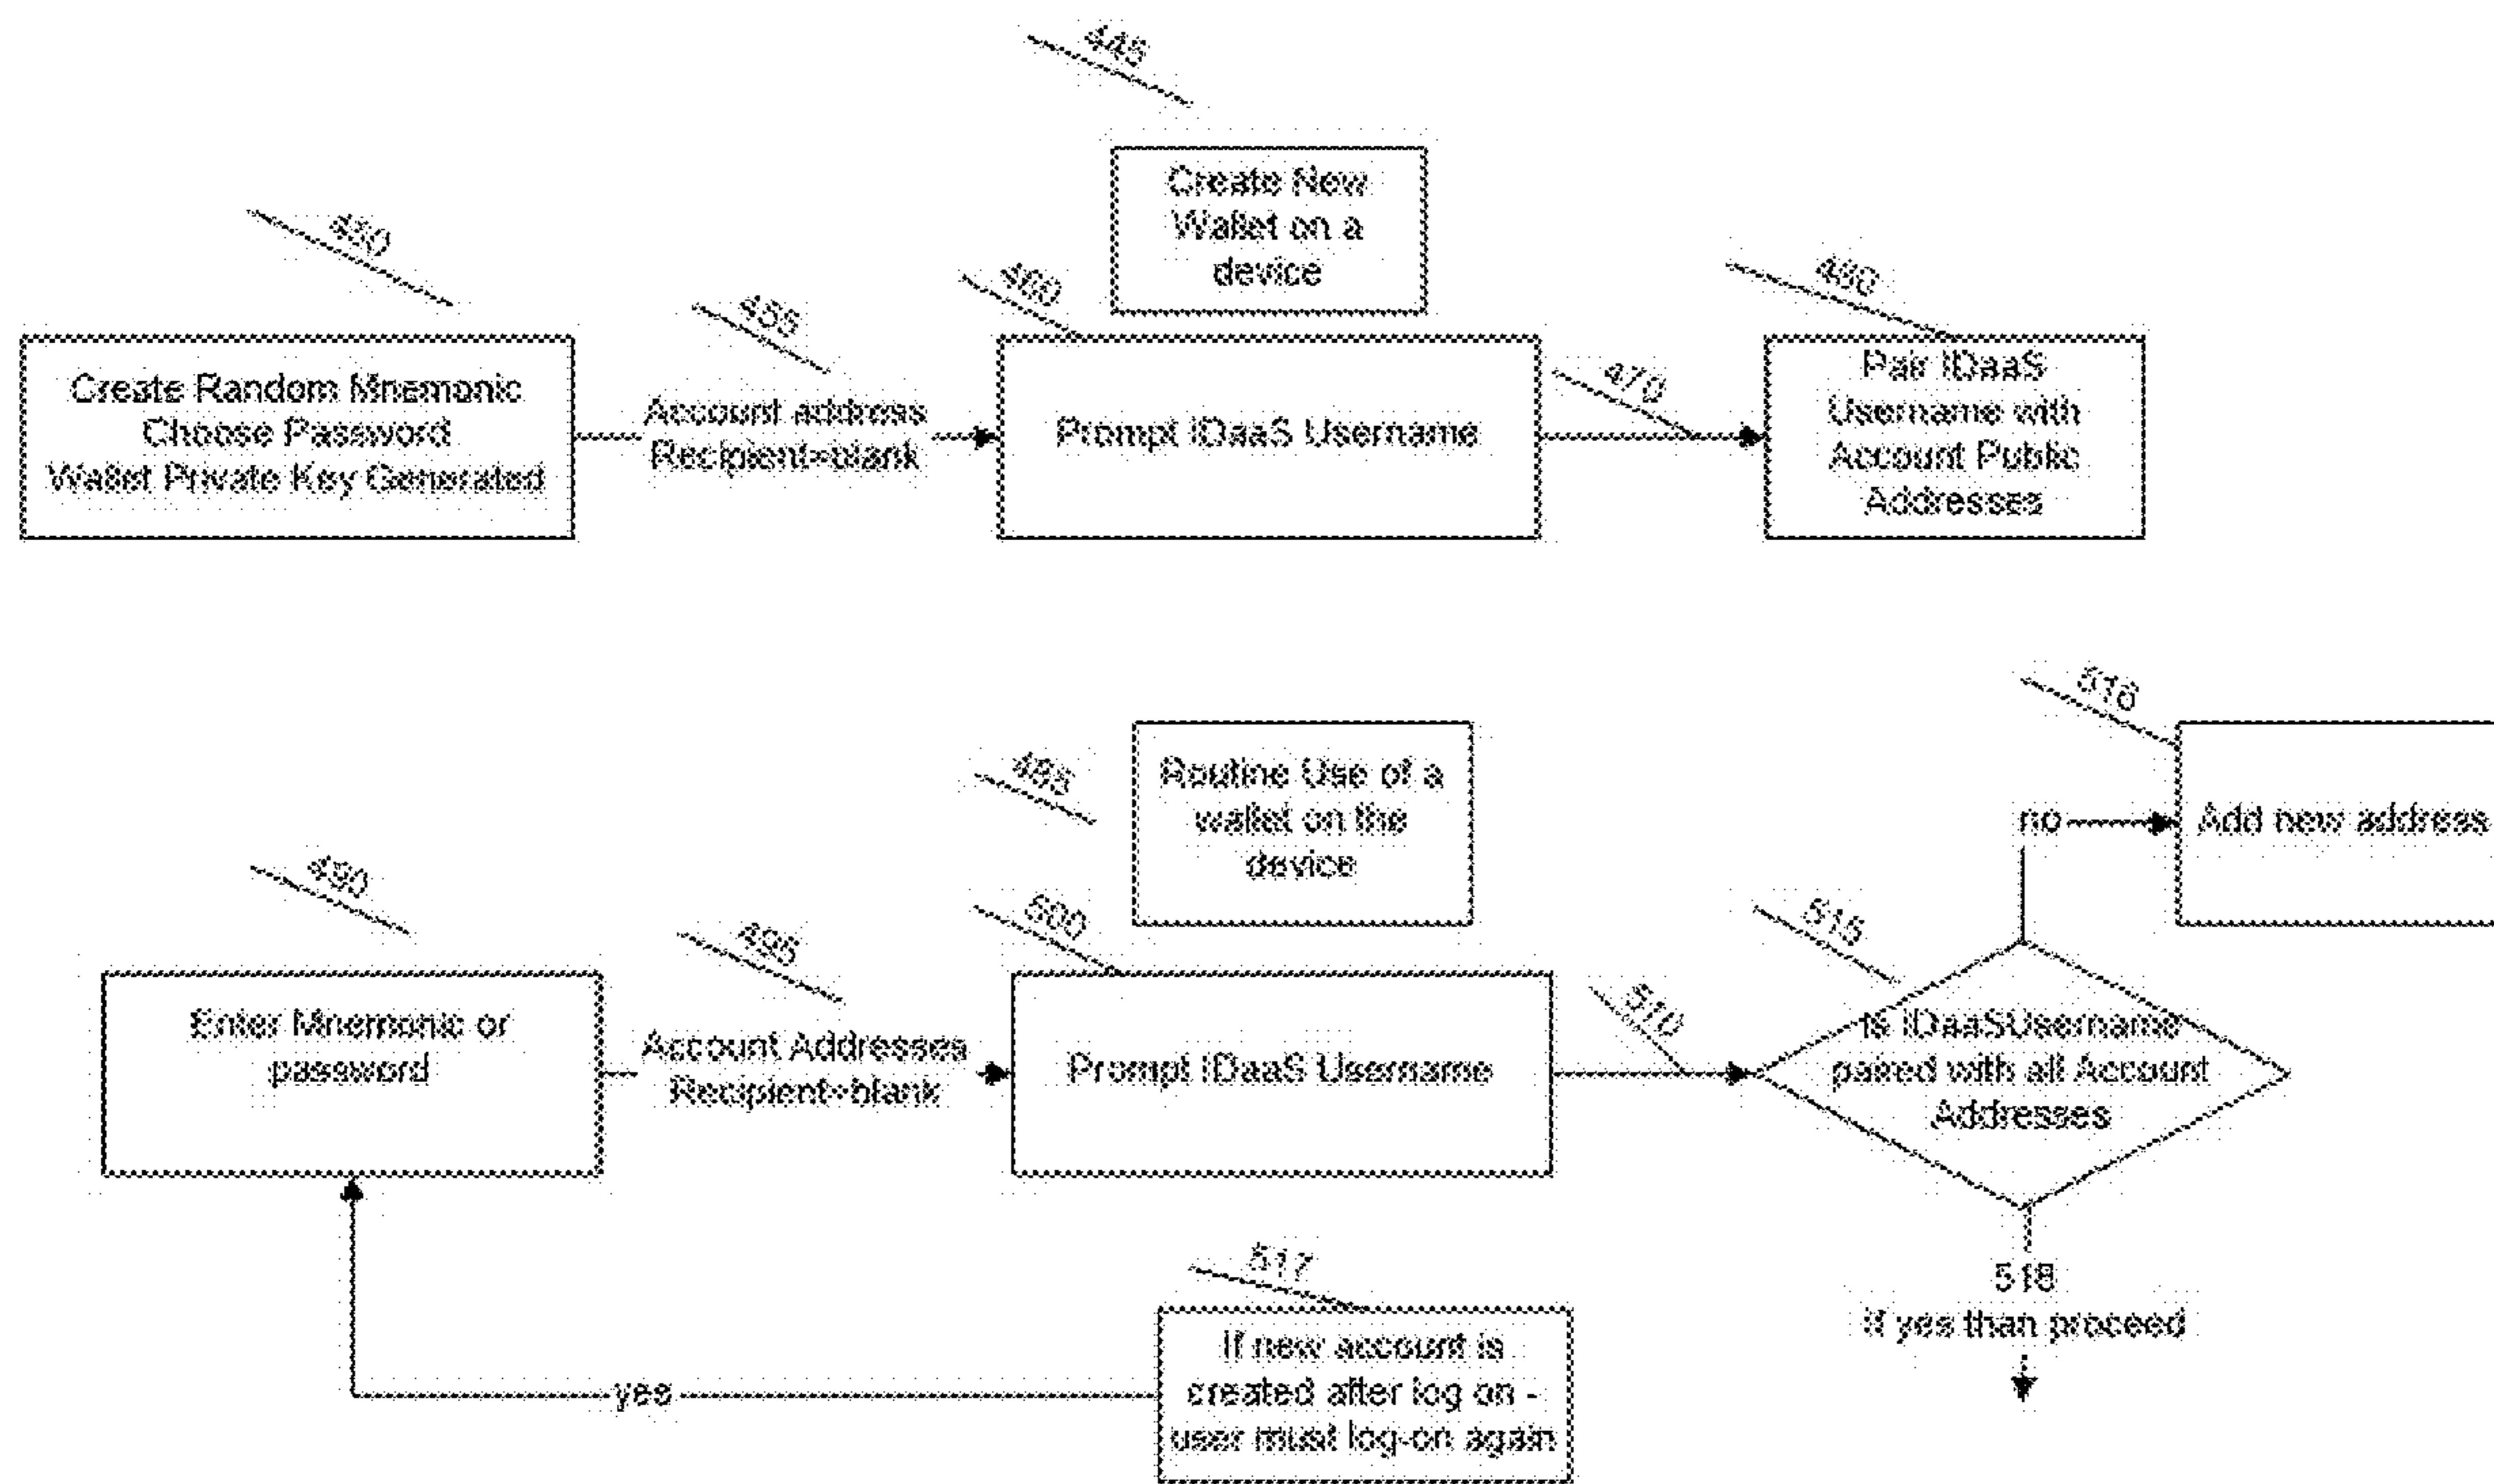 445
Create New
Wallet on a
device
450
Create Random Mnemonic
Choose Password
Wallet Private Key Generated
455
Account address
Recipient=blank
460
Prompt IDaaS Username
470
480
Pair IDaaS
Username with
Account Public
Addresses
Routine Use of a
wallet on the
device
490
Enter Mnemonic or
password
495
Account Addresses
Recipient=blank
500
Prompt IDaaS Username
510
515
Is IDaaSUsername
paired with all Account
Addresses
no
516
Add new address
518
If yes than proceed
517
If new account is
created after log on -
user must log-on again
yes